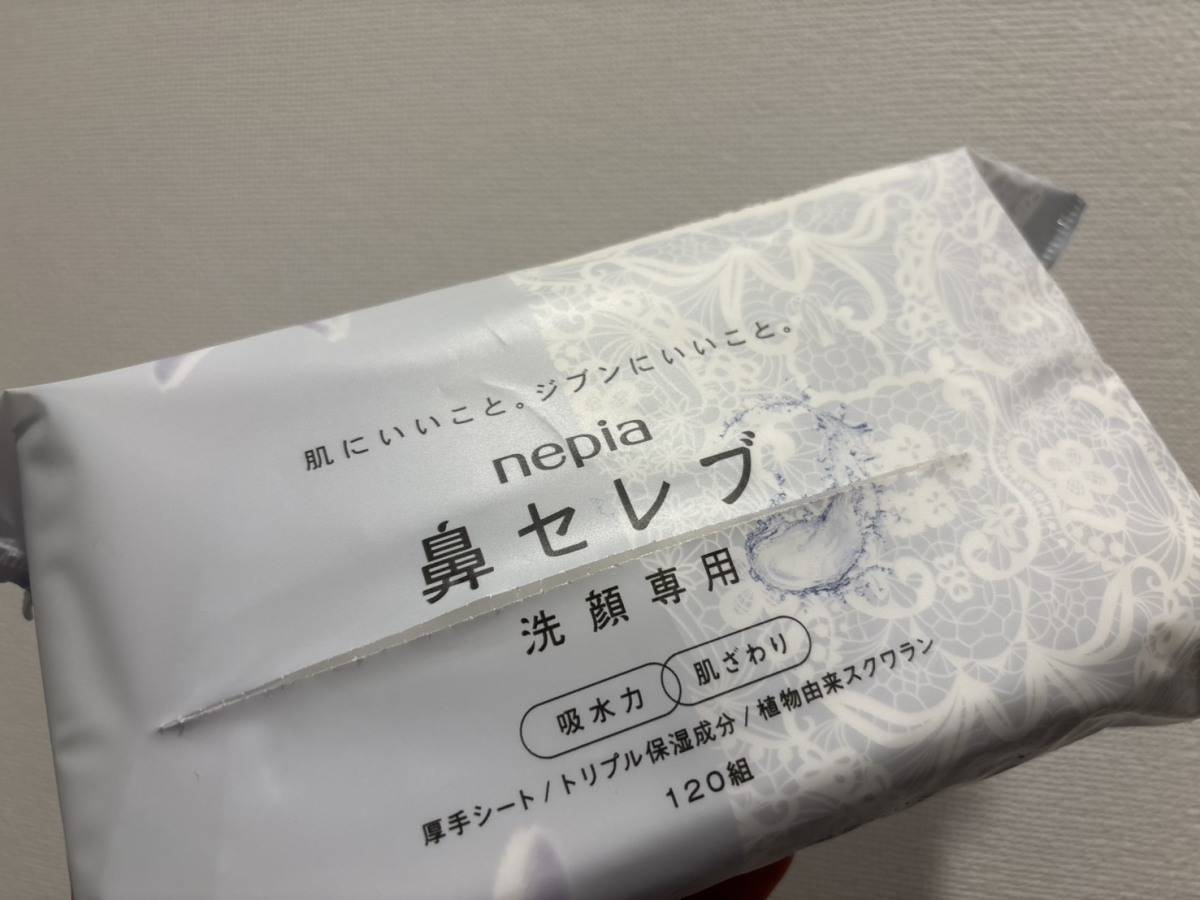 肌にいいこと。ジブンにいいこと。
nepia
鼻セレブ
洗顔専用
吸水力 肌ざわり
厚手シート/トリプル保湿成分/植物由来スクワラン
120組